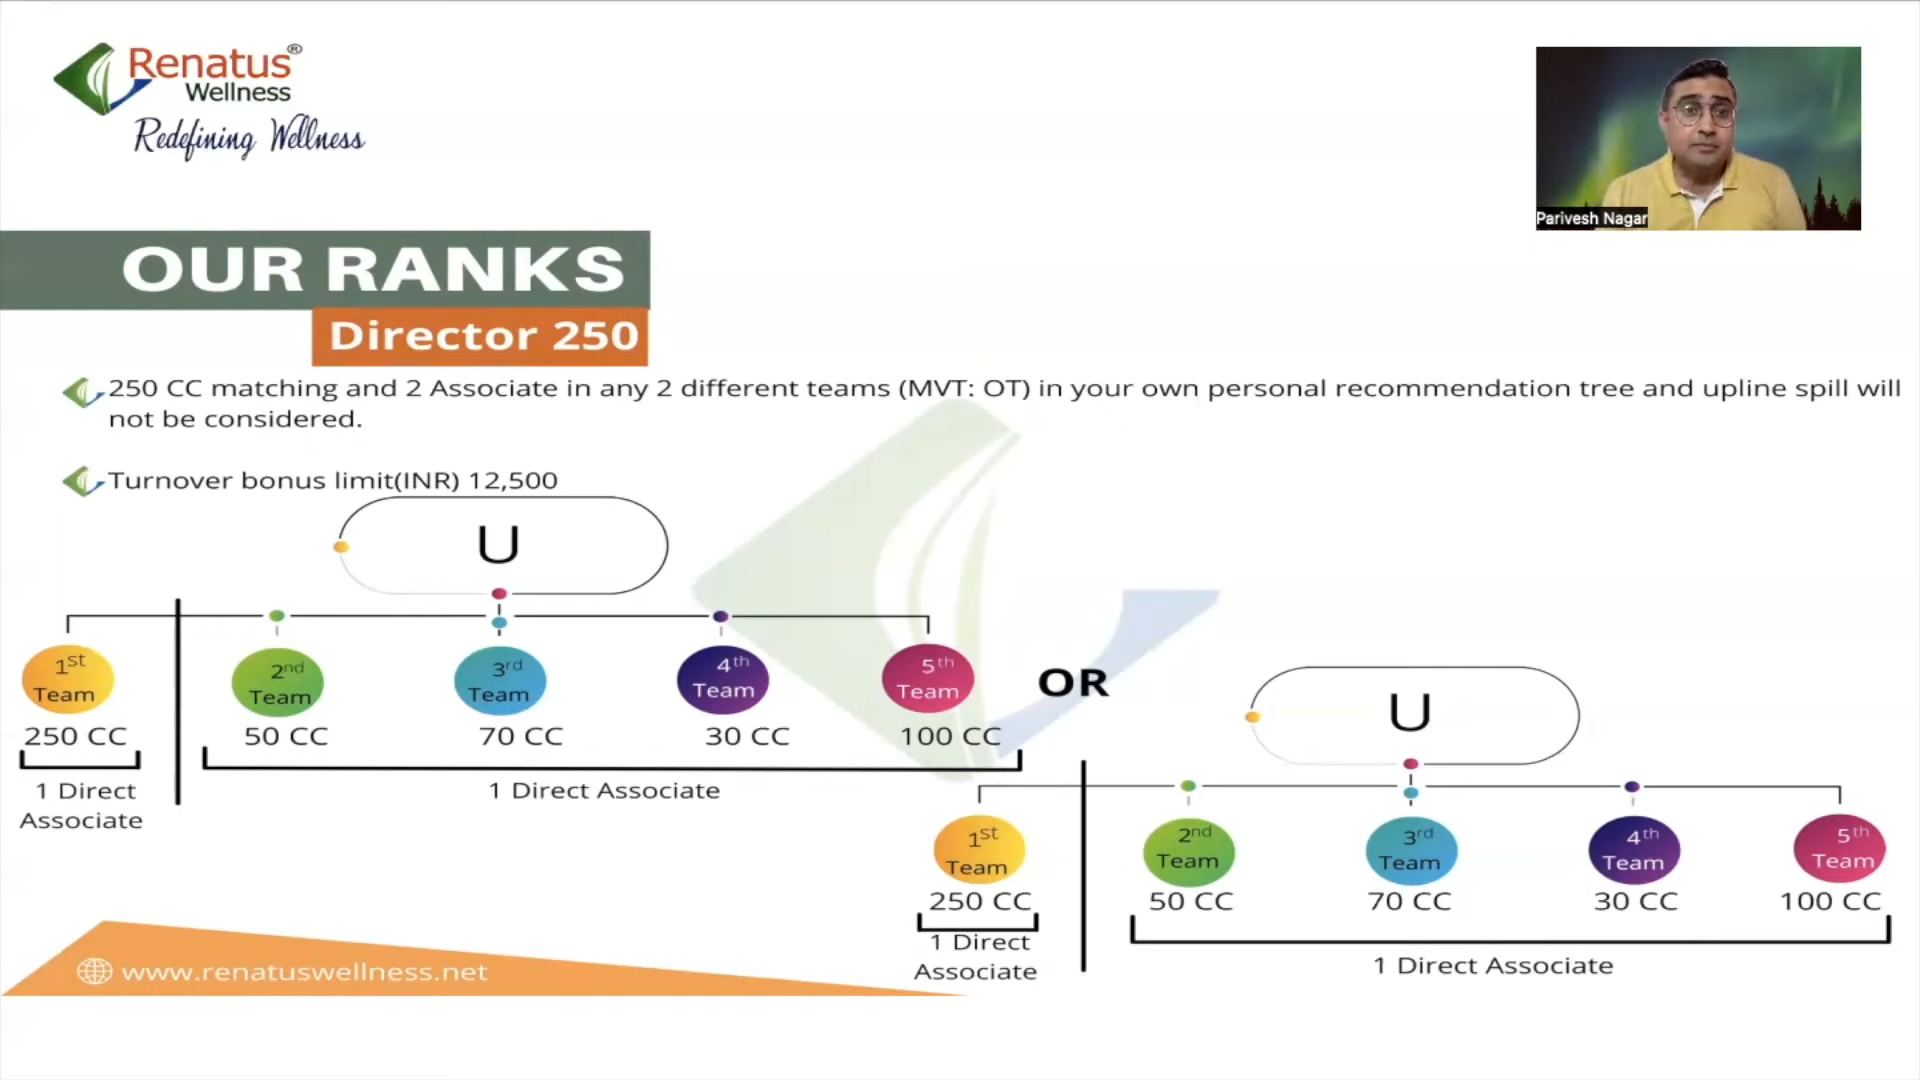 Renatus®
Wellness
Redefining Wellness
Parivesh Nagar
OUR RANKS
Director 250
250 CC matching and 2 Associate in any 2 different teams (MVT: OT) in your own personal recommendation tree and upline spill will
not be considered.
Turnover bonus limit(INR) 12,500
U
1st
Team
2nd
Team
3rd
Team
4th
Team
5th
Team
250 CC
50 CC
70 CC
30 CC
100 CC
1 Direct
Associate
1 Direct Associate
OR
U
1st
Team
2nd
Team
3rd
Team
4th
Team
5th
Team
250 CC
50 CC
70 CC
30 CC
100 CC
1 Direct
Associate
1 Direct Associate
www.renatuswellness.net